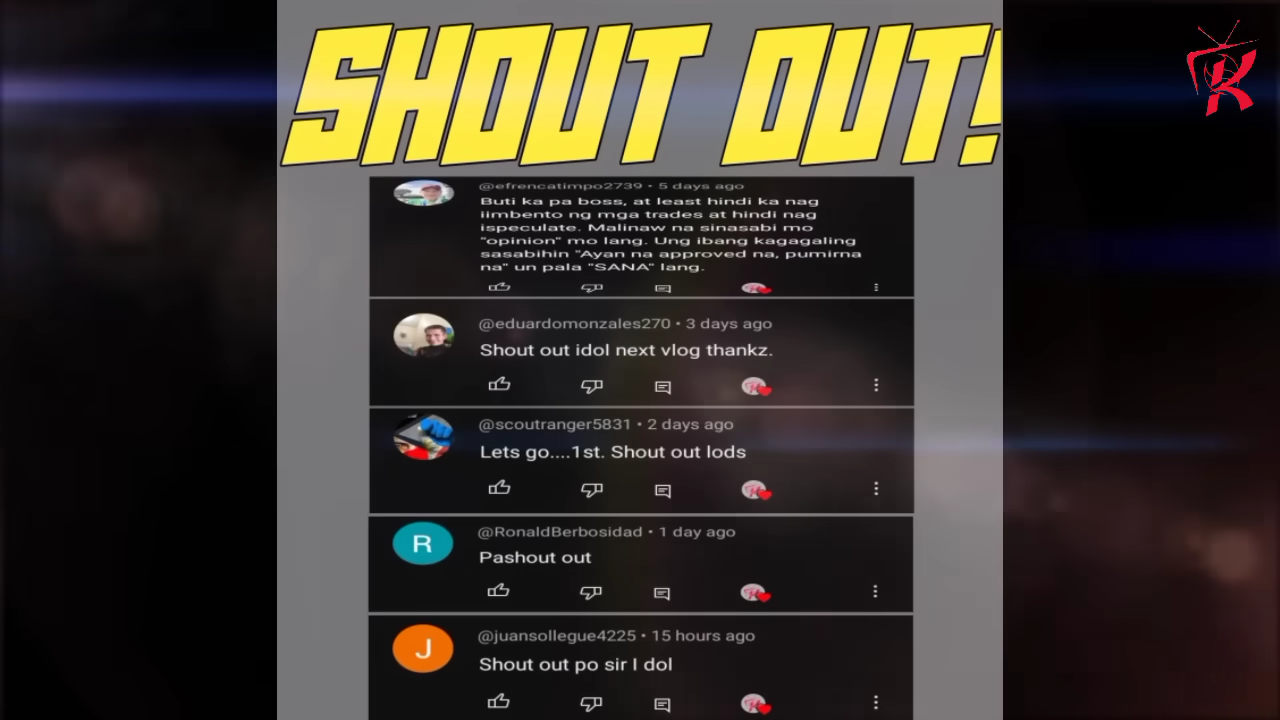 SHOUT OUT!
@efrencatimpo2739 • 5 days ago
Buti ka pa boss, at least hindi ka nag
iimbento ng mga trades at hindi nag
ispeculate. Malinaw na sinasabi mo
"opinion" mo lang. Ung ibang kagagaling
sasabihin "Ayan na approved na, pumirna
na" un pala "SANA" lang.
@eduardomonzales270 • 3 days ago
Shout out idol next vlog thankz.
@scoutranger5831 • 2 days ago
Lets go....1st. Shout out lods
R
@RonaldBerbosidad • 1 day ago
Pashout out
J
@juansollegue4225 • 15 hours ago
Shout out po sir I dol